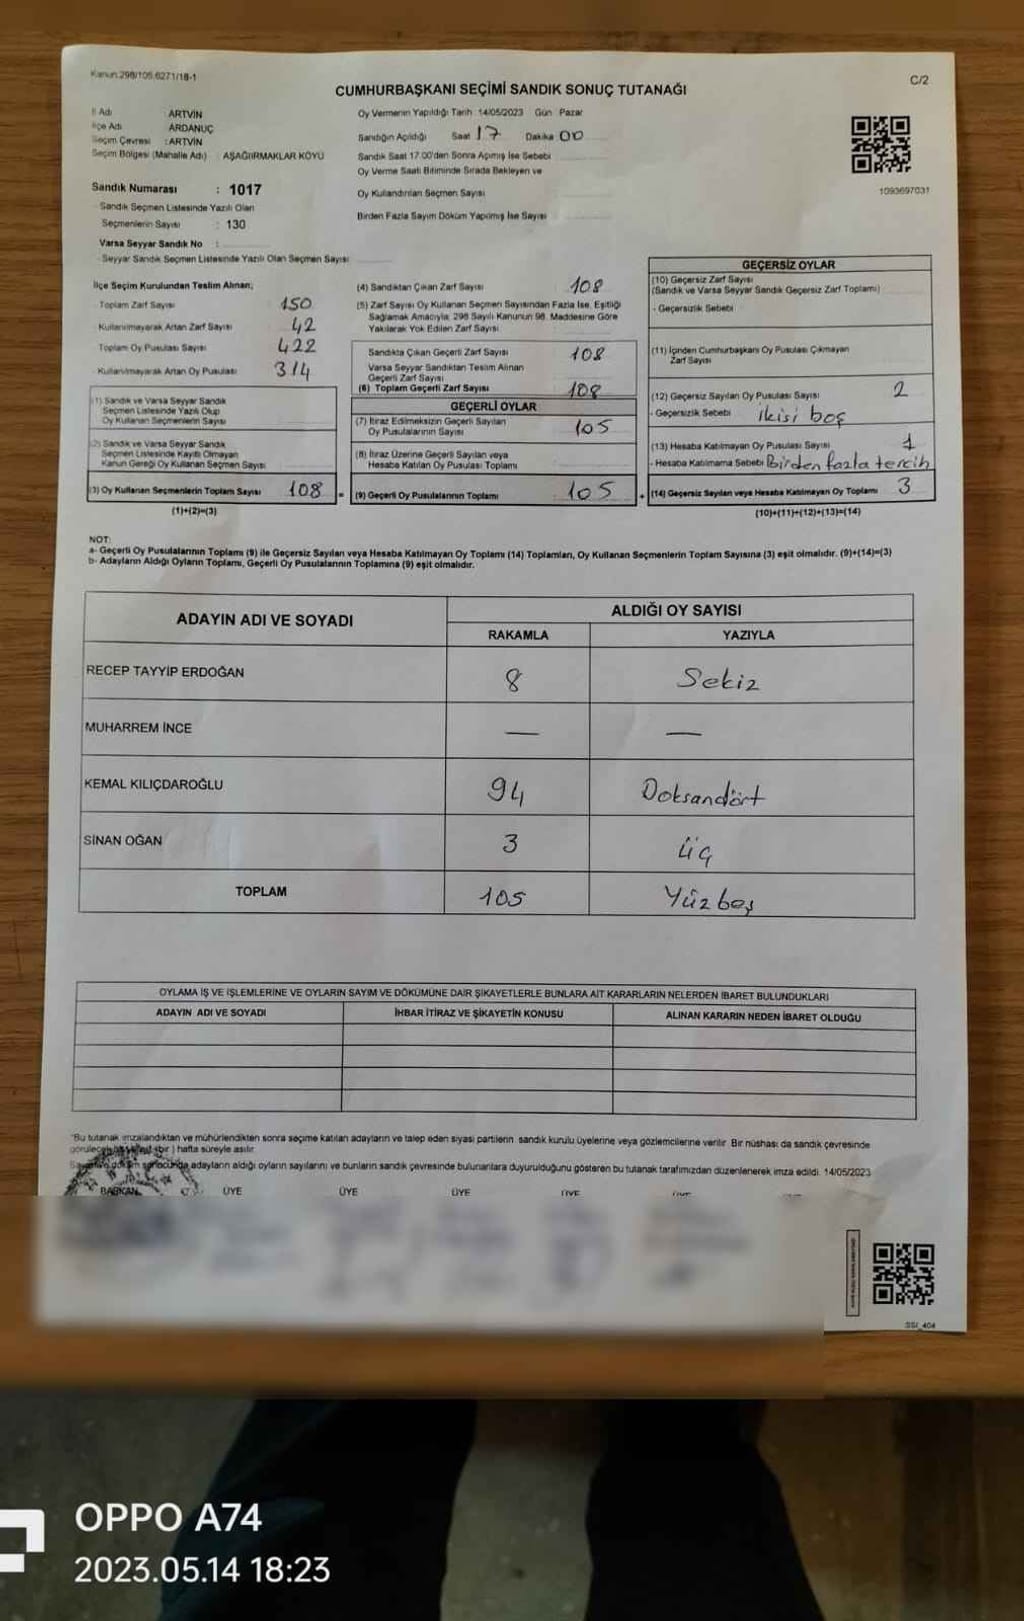 Kanun:298/105,6271/18-1
C/2
CUMHURBAŞKANI SEÇİMİ SANDIK SONUÇ TUTANAĞI
İl Adı ARTVİN
İlçe Adı ARDANUÇ
Seçim Çevresi : ARTVİN
Seçim Bölgesi (Mahalle Adı) AŞAĞIIRMAKLAR KÖYÜ
Sandık Numarası : 1017
Sandık Seçmen Listesinde Yazılı Olan
Seçmenlerin Sayısı : 130
Varsa Seyyar Sandık No :
Seyyar Sandık Seçmen Listesinde Yazılı Olan Seçmen Sayısı
Oy Vermenin Yapıldığı Tarih 14/05/2023 Gün Pazar
Sandığın Açıldığı Saat 17 Dakika 00
Sandık Saat 17.00'den Sonra Açılmış İse Sebebi
Oy Verme Saati Bitiminde Sırada Bekleyen ve
Oy Kullandırılan Seçmen Sayısı
Birden Fazla Sayım Döküm Yapılmış İse Sayısı
1093697031
İlçe Seçim Kurulundan Teslim Alınan;
Toplam Zarf Sayısı 150
Kullanılmayarak Artan Zarf Sayısı 42
Toplam Oy Pusulası Sayısı 422
Kullanılmayarak Artan Oy Pusulası 314
(1) Sandık ve Varsa Seyyar Sandık
Seçmen Listesinde Yazılı Olup
Oy Kullanan Seçmenlerin Sayısı
(2) Sandık ve Varsa Seyyar Sandık
Seçmen Listesinde Kayıtlı Olmayan
Kanun Gereği Oy Kullanan Seçmen Sayısı
(3) Oy Kullanan Seçmenlerin Toplam Sayısı 108 =
(1)+(2)=(3)
(4) Sandıktan Çıkan Zarf Sayısı 108
(5) Zarf Sayısı Oy Kullanan Seçmen Sayısından Fazla İse, Eşitliği
Sağlamak Amacıyla; 298 Sayılı Kanunun 98. Maddesine Göre
Yakılarak Yok Edilen Zarf Sayısı
Sandıkta Çıkan Geçerli Zarf Sayısı 108
Varsa Seyyar Sandıktan Teslim Alınan
Geçerli Zarf Sayısı
(6) Toplam Geçerli Zarf Sayısı 108
GEÇERLİ OYLAR
(7) İtiraz Edilmeksizin Geçerli Sayılan
Oy Pusulalarının Sayısı 105
(8) İtiraz Üzerine Geçerli Sayılan veya
Hesaba Katılan Oy Pusulası Toplamı
(9) Geçerli Oy Pusulalarının Toplamı 105 +
GEÇERSİZ OYLAR
(10) Geçersiz Zarf Sayısı
(Sandık ve Varsa Seyyar Sandık Geçersiz Zarf Toplamı)
- Geçersizlik Sebebi
(11) İçinden Cumhurbaşkanı Oy Pusulası Çıkmayan
Zarf Sayısı
(12) Geçersiz Sayılan Oy Pusulası Sayısı 2
- Geçersizlik Sebebi ikisi boş
(13) Hesaba Katılmayan Oy Pusulası Sayısı 1
- Hesaba Katılmama Sebebi Birden fazla tercih
(14) Geçersiz Sayılan veya Hesaba Katılmayan Oy Toplamı 3
(10)+(11)+(12)+(13)=(14)
NOT:
a- Geçerli Oy Pusulalarının Toplamı (9) ile Geçersiz Sayılan veya Hesaba Katılmayan Oy Toplamı (14) Toplamları, Oy Kullanan Seçmenlerin Toplam Sayısına (3) eşit olmalıdır. (9)+(14)=(3)
b- Adayların Aldığı Oyların Toplamı, Geçerli Oy Pusulalarının Toplamına (9) eşit olmalıdır.
ADAYIN ADI VE SOYADI
ALDIĞI OY SAYISI
RAKAMLA YAZIYLA
RECEP TAYYİP ERDOĞAN 8 Sekiz
MUHARREM İNCE — —
KEMAL KILIÇDAROĞLU 94 Doksandört
SİNAN OĞAN 3 üç
TOPLAM 105 Yüzbeş
OYLAMA İŞ VE İŞLEMLERİNE VE OYLARIN SAYIM VE DÖKÜMÜNE DAİR ŞİKAYETLERLE BUNLARA AİT KARARLARIN NELERDEN İBARET BULUNDUKLARI
ADAYIN ADI VE SOYADI İHBAR İTİRAZ VE ŞİKAYETİN KONUSU ALINAN KARARIN NEDEN İBARET OLDUĞU
"Bu tutanak imzalandıktan ve mühürlendikten sonra seçime katılan adayların ve talep eden siyasi partilerin sandık kurulu üyelerine veya gözlemcilerine verilir. Bir nüshası da sandık çevresinde
hafta süreyle asılır.
adayların aldığı oyların sayılarını ve bunların sandık çevresinde bulunanlara duyurulduğunu gösteren bu tutanak tarafımızdan düzenlenerek imza edildi. 14/05/2023
BAŞKAN ÜYE ÜYE ÜYE ÜYE ÜYE
SSI_404
OPPO A74
2023.05.14 18:23